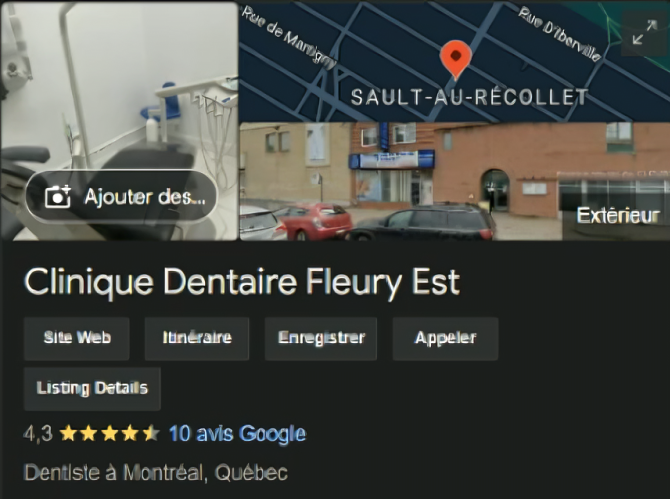 Rue de Martigny
Rue D'Iberville
SAULT-AU-RÉCOLLET
Ajouter des...
Extérieur
Clinique Dentaire Fleury Est
Site Web
Itinéraire
Enregistrer
Appeler
Listing Details
4,3
10 avis Google
Dentiste à Montréal, Québec